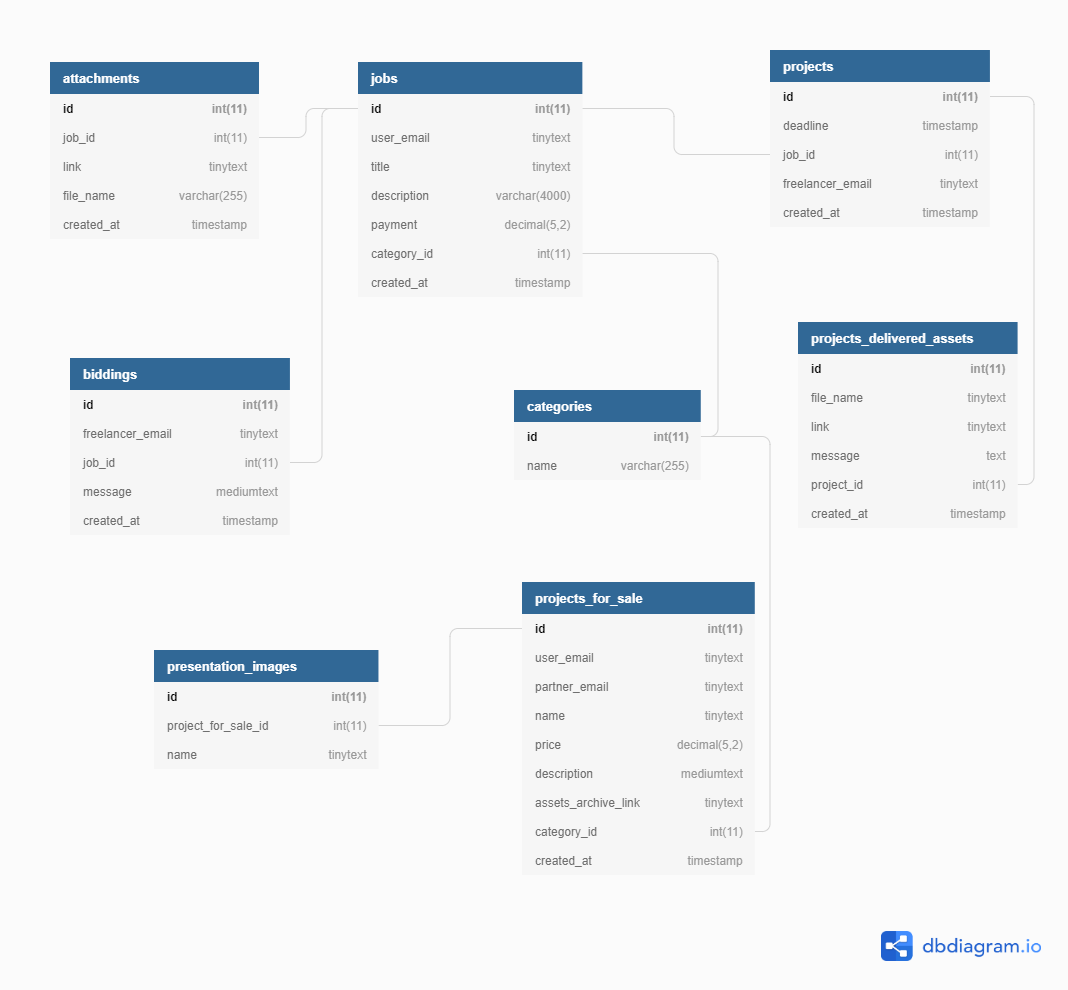 attachments
id int(11)
job_id int(11)
link tinytext
file_name varchar(255)
created_at timestamp
jobs
id int(11)
user_email tinytext
title tinytext
description varchar(4000)
payment decimal(5,2)
category_id int(11)
created_at timestamp
projects
id int(11)
deadline timestamp
job_id int(11)
freelancer_email tinytext
created_at timestamp
biddings
id int(11)
freelancer_email tinytext
job_id int(11)
message mediumtext
created_at timestamp
categories
id int(11)
name varchar(255)
projects_delivered_assets
id int(11)
file_name tinytext
link tinytext
message text
project_id int(11)
created_at timestamp
presentation_images
id int(11)
project_for_sale_id int(11)
name tinytext
projects_for_sale
id int(11)
user_email tinytext
partner_email tinytext
name tinytext
price decimal(5,2)
description mediumtext
assets_archive_link tinytext
category_id int(11)
created_at timestamp
dbdiagram.io